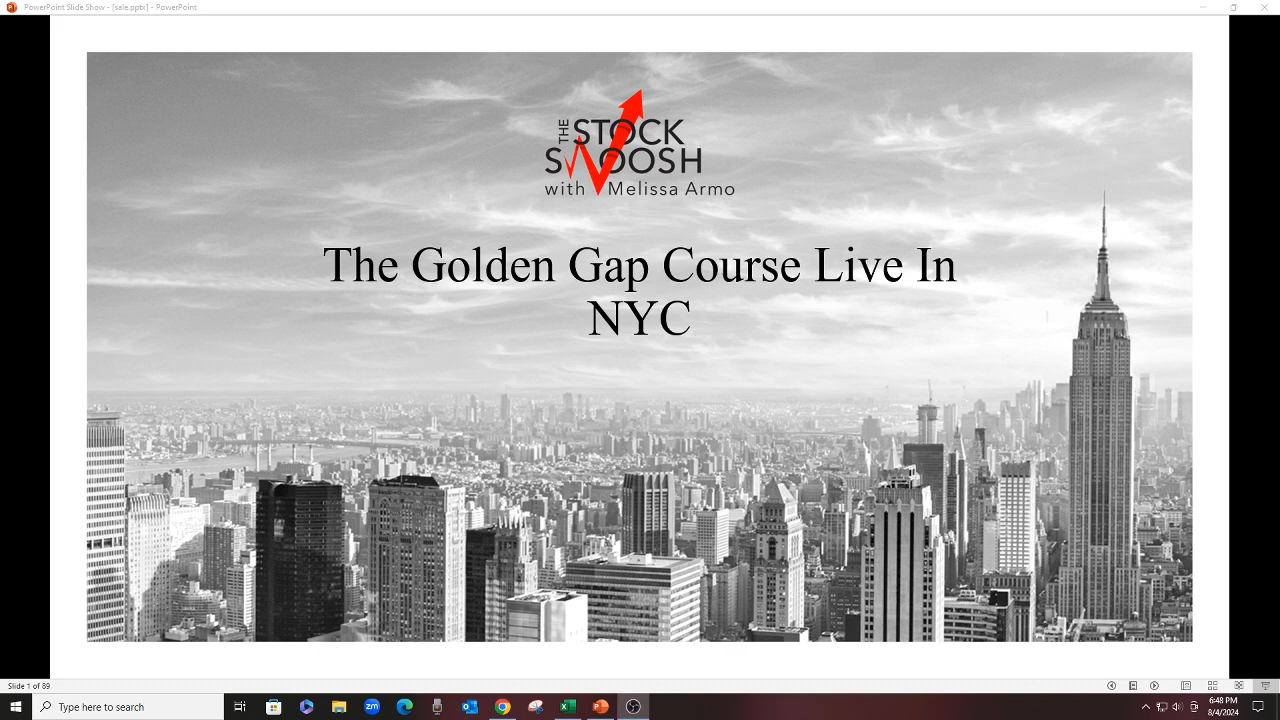 PowerPoint Slide Show - [sale.pptx] - PowerPoint
THE STOCK
SWOOSH
with Melissa Armo
The Golden Gap Course Live In
NYC
Slide 1 of 89
Type here to search
zm
6:48 PM
8/4/2024